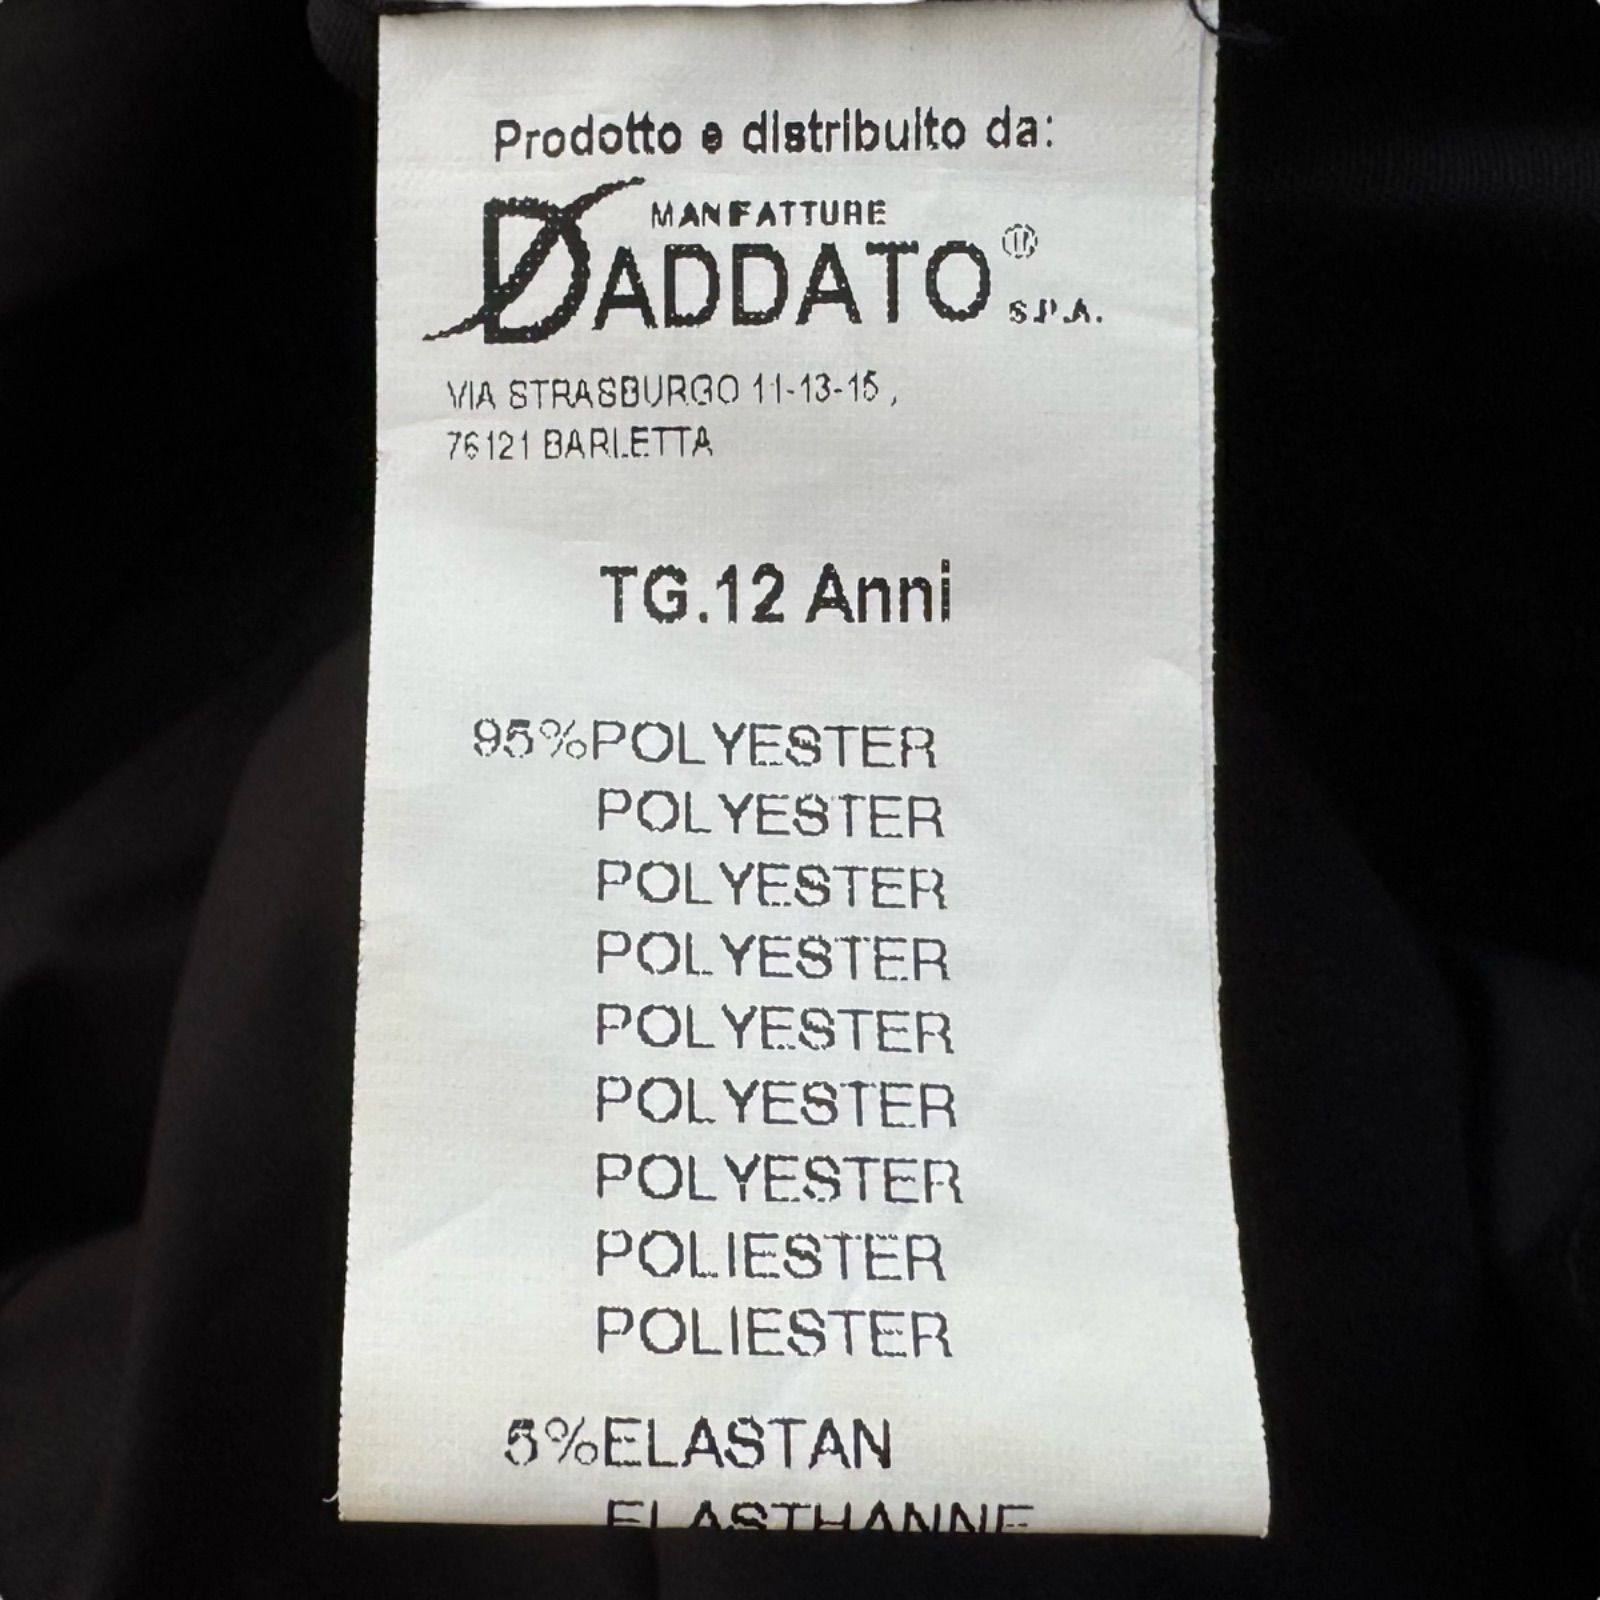 Prodotto e distribuito da:
MANIFATTURE
DADDATO ® S.P.A.
VIA STRASBURGO 11-13-15 ,
76121 BARLETTA
TG.12 Anni
95%POLYESTER
POLYESTER
POLYESTER
POLYESTER
POLYESTER
POLYESTER
POLYESTER
POLIESTER
POLIESTER
5%ELASTAN
ELASTHANNE